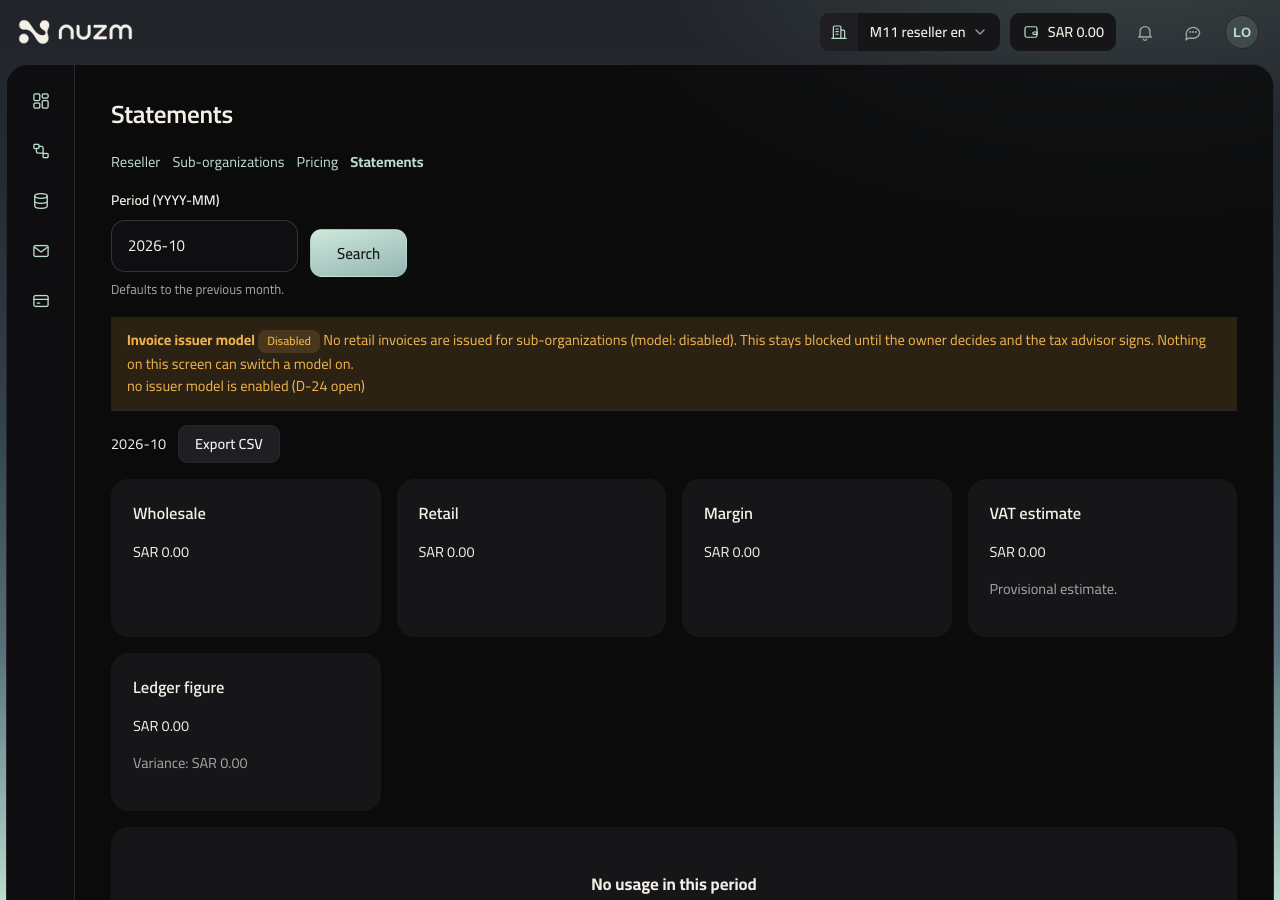 nuzm
M11 reseller en
SAR 0.00
LO
Statements
Reseller Sub-organizations Pricing Statements
Period (YYYY-MM)
2026-10
Search
Defaults to the previous month.
Invoice issuer model Disabled No retail invoices are issued for sub-organizations (model: disabled). This stays blocked until the owner decides and the tax advisor signs. Nothing
on this screen can switch a model on.
no issuer model is enabled (D-24 open)
2026-10 Export CSV
Wholesale
SAR 0.00
Retail
SAR 0.00
Margin
SAR 0.00
VAT estimate
SAR 0.00
Provisional estimate.
Ledger figure
SAR 0.00
Variance: SAR 0.00
No usage in this period